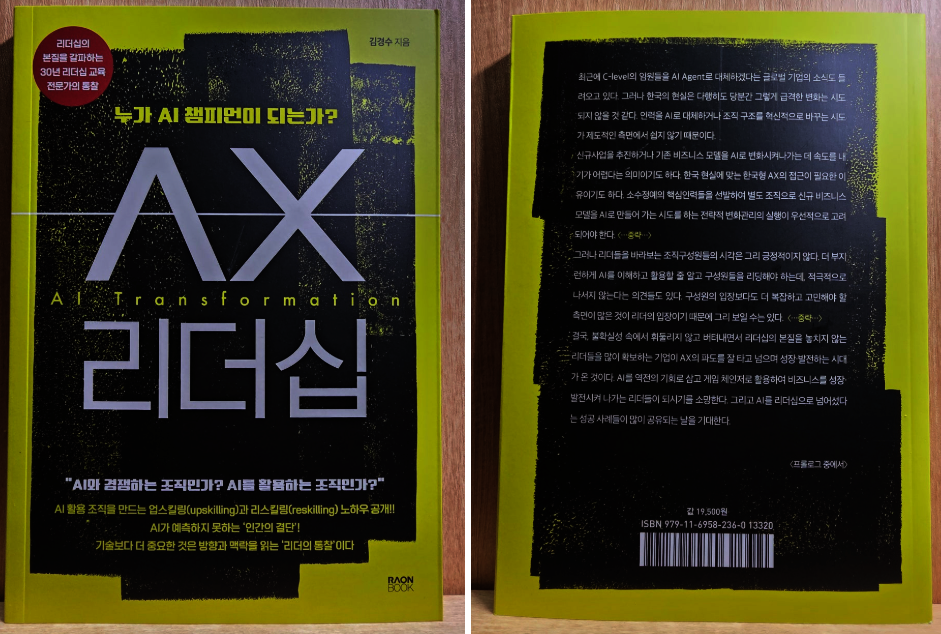 리더십의
본질을 갈파하는
30년 리더십 교육
전문가의 통찰
김경수 지음
누가 AI 챔피언이 되는가?
AX
AI Transformation
리더십
"AI와 경쟁하는 조직인가? AI를 활용하는 조직인가?"
AI 활용 조직을 만드는 업스킬링(upskilling)과 리스킬링(reskilling) 노하우 공개!!
AI가 예측하지 못하는 '인간의 결단'!
기술보다 더 중요한 것은 방향과 맥락을 읽는 '리더의 통찰'이다
RAON
BOOK
최근에 C-level의 임원들을 AI Agent로 대체하겠다는 글로벌 기업의 소식도 들
려오고 있다. 그러나 한국의 현실은 다행히도 당분간 그렇게 급격한 변화는 시도
되지 않을 것 같다. 인력을 AI로 대체하거나 조직 구조를 혁신적으로 바꾸는 시도
가 제도적인 측면에서 쉽지 않기 때문이다.
신규사업을 추진하거나 기존 비즈니스 모델을 AI로 변화시켜나가는 데 속도를 내
기가 어렵다는 의미이기도 하다. 한국 현실에 맞는 한국형 AX의 접근이 필요한 이
유이기도 하다. 소수정예의 핵심인력들을 선발하여 별도 조직으로 신규 비즈니스
모델을 AI로 만들어 가는 시도를 하는 전략적 변화관리의 실행이 우선적으로 고려
되어야 한다. 〈…중략…〉
그러나 리더들을 바라보는 조직구성원들의 시각은 그리 긍정적이지 않다. 더 부지
런하게 AI를 이해하고 활용할 줄 알고 구성원들을 리딩해야 하는데, 적극적으로
나서지 않는다는 의견들도 있다. 구성원의 입장보다도 더 복잡하고 고민해야 할
측면이 많은 것이 리더의 입장이기 때문에 그리 보일 수는 있다. 〈…중략…〉
결국, 불확실성 속에서 휘둘리지 않고 버텨내면서 리더십의 본질을 놓치지 않는
리더들을 많이 확보하는 기업이 AX의 파도를 잘 타고 넘으며 성장·발전하는 시대
가 온 것이다. AI를 역전의 기회로 삼고 게임 체인저로 활용하여 비즈니스를 성장·
발전시켜 나가는 리더들이 되시기를 소망한다. 그리고 AI를 리더십으로 넘어섰다
는 성공 사례들이 많이 공유되는 날을 기대한다.
〈프롤로그 중에서〉
값 19,500원
ISBN 979-11-6958-236-0 13320